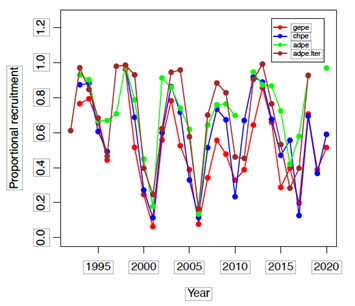 gepe
chpe
adpe
adpe.lter
Proportional recruitment
1.2
1.0
0.8
0.6
0.4
0.2
0.0
1995 2000 2005 2010 2015 2020
Year